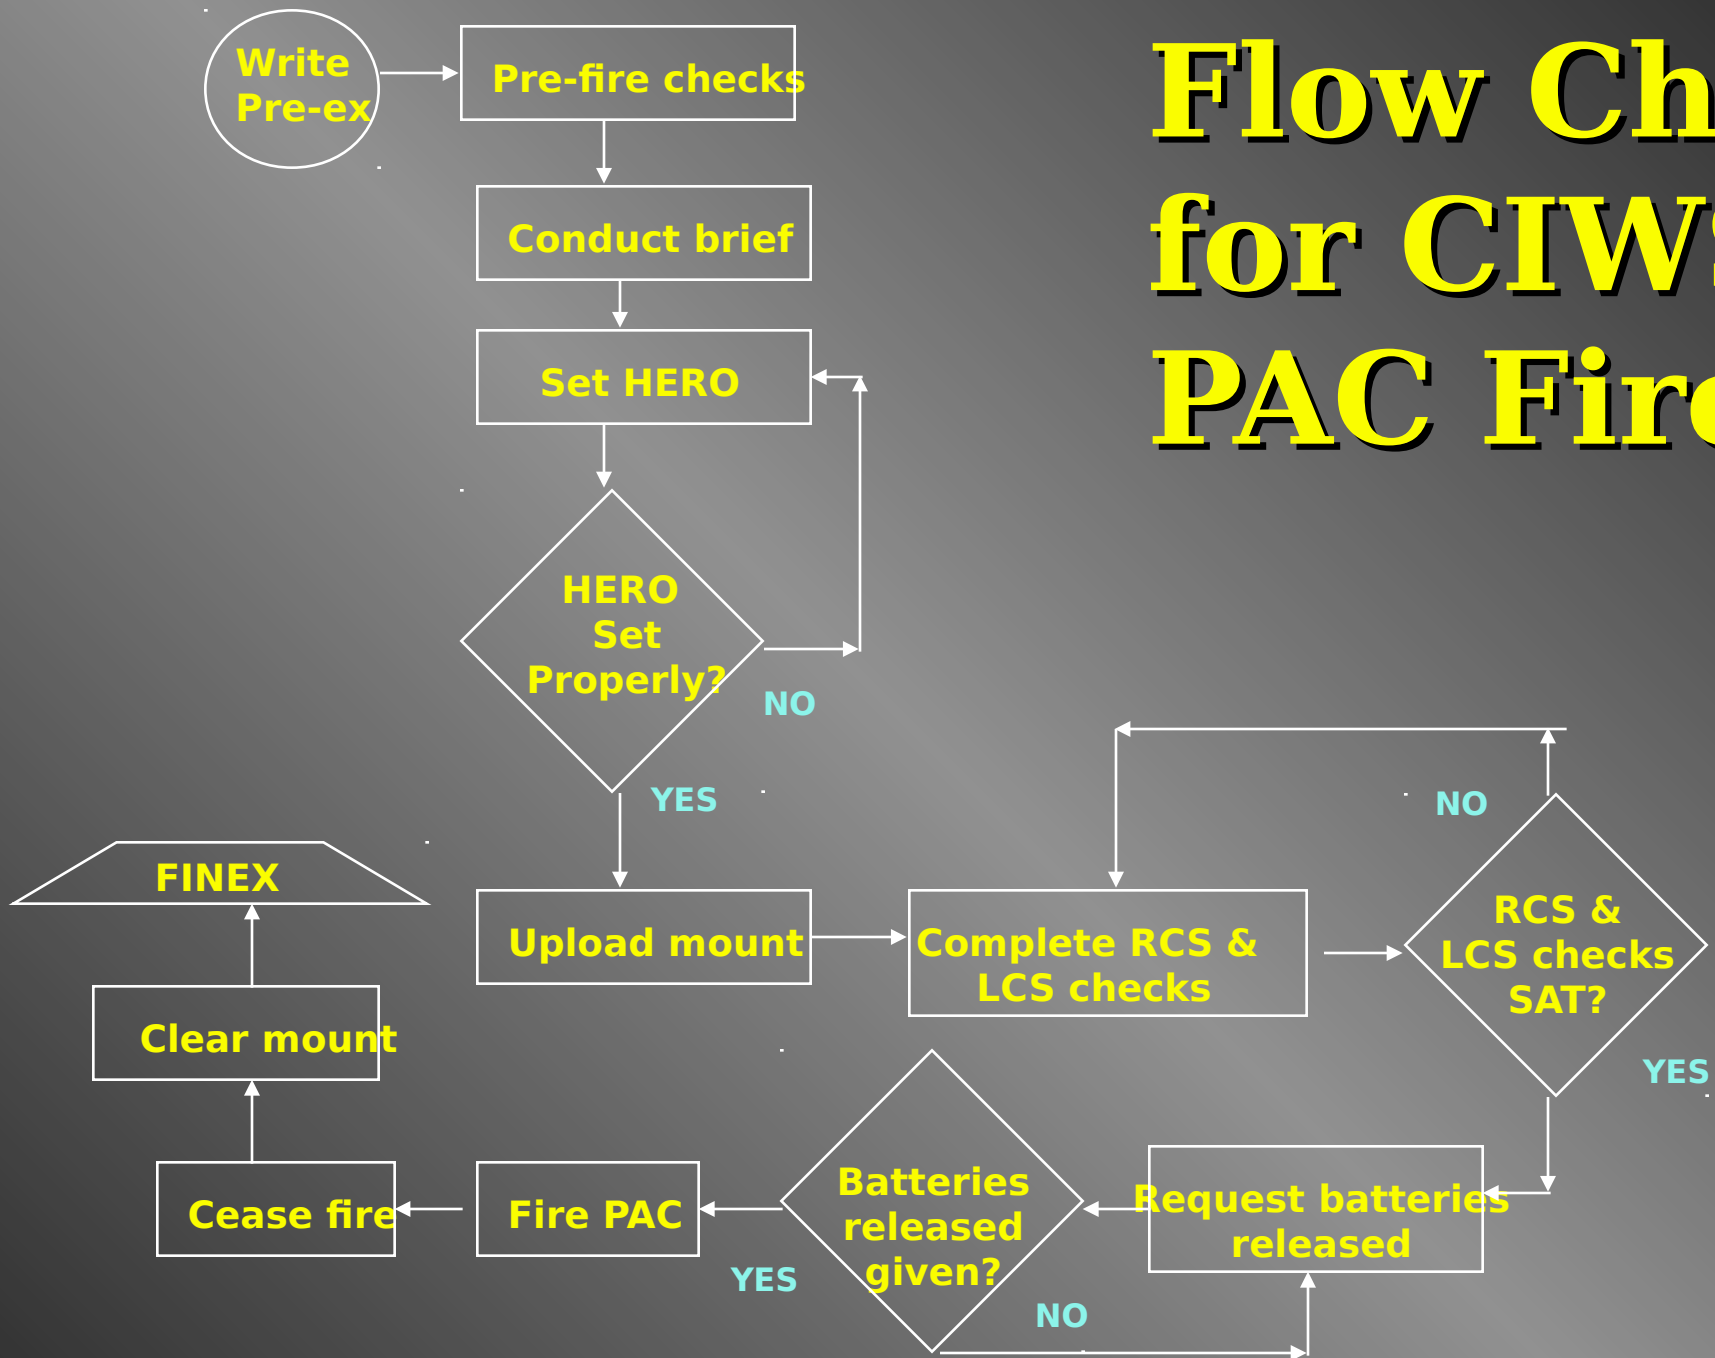 Flow Ch
for CIWS
PAC Fire
Write
Pre-ex
Pre-fire checks
Conduct brief
Set HERO
HERO
Set
Properly?
NO
YES
Upload mount
Complete RCS &
LCS checks
NO
RCS &
LCS checks
SAT?
YES
Request batteries
released
Batteries
released
given?
NO
YES
Fire PAC
Cease fire
Clear mount
FINEX